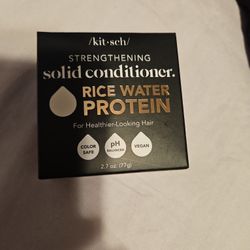 /kit•sch/
STRENGTHENING
solid conditioner.
RICE WATER
PROTEIN
For Healthier-Looking Hair
COLOR
SAFE
pH
BALANCED
VEGAN
2.7 oz. (77g)